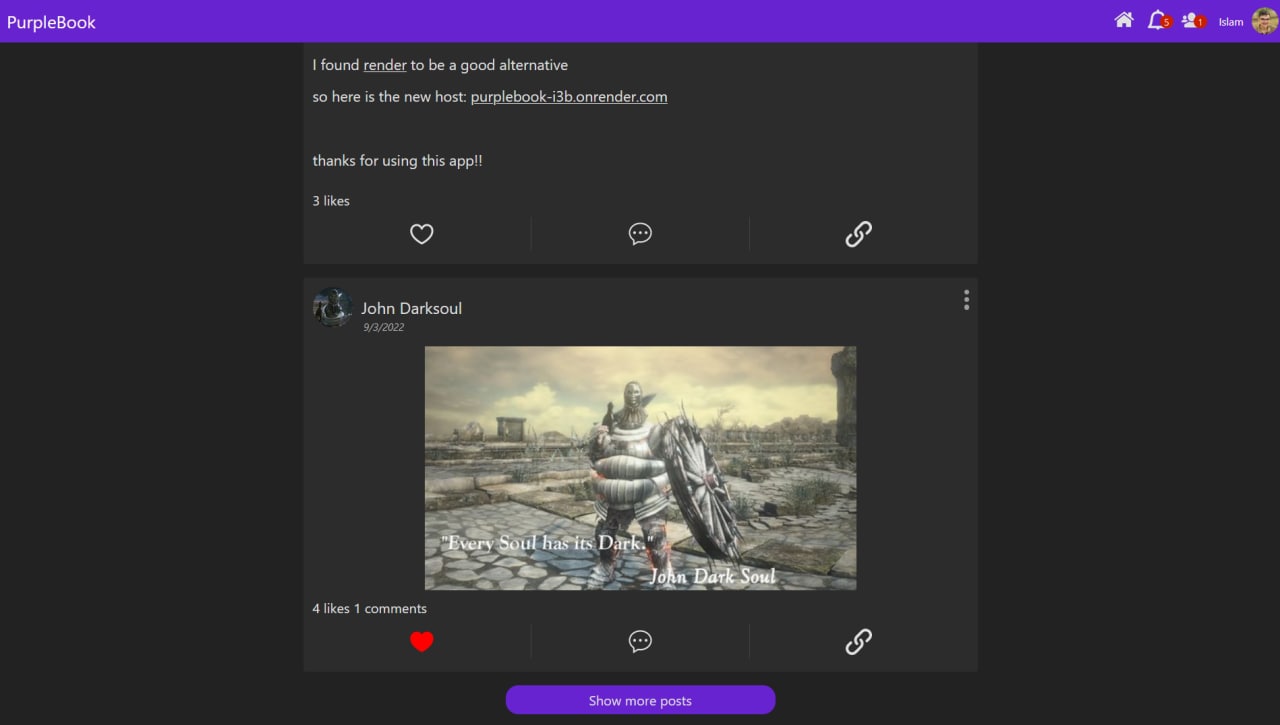 PurpleBook
5
1
Islam
I found render to be a good alternative
so here is the new host: purplebook-i3b.onrender.com
thanks for using this app!!
3 likes
John Darksoul
9/3/2022
"Every Soul has its Dark."
John Dark Soul
4 likes 1 comments
Show more posts